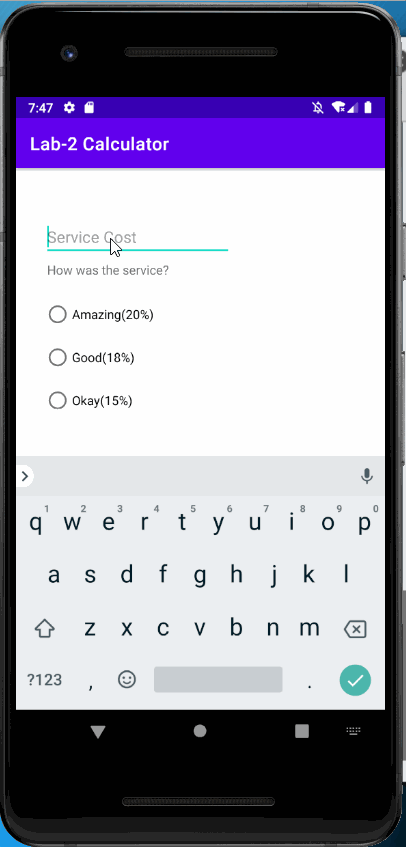 7:47
Lab-2 Calculator
Service Cost
How was the service?
Amazing(20%)
Good(18%)
Okay(15%)
1 2 3 4 5 6 7 8 9 0
q w e r t y u i o p
a s d f g h j k l
z x c v b n m
?123 , .